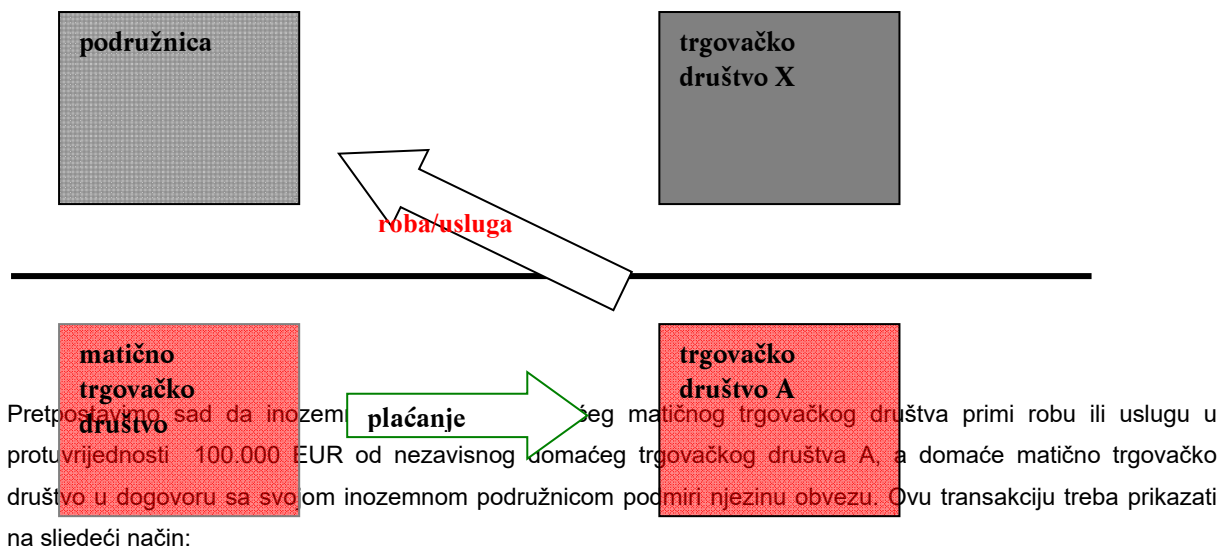 podružnica
trgovačko
društvo X
roba/usluga
matično
trgovačko
društvo
trgovačko
društvo A
plaćanje
Pretpostavimo sad da matičnog trgovačkog društva primi robu ili uslugu u
protuvrijednosti 100.000 EUR od nezavisnog domaćeg trgovačkog društva A, a domaće matično trgovačko
društvo u dogovoru sa svojom inozemnom podružnicom podmiri njezinu obvezu. Ovu transakciju treba prikazati
na sljedeći način: